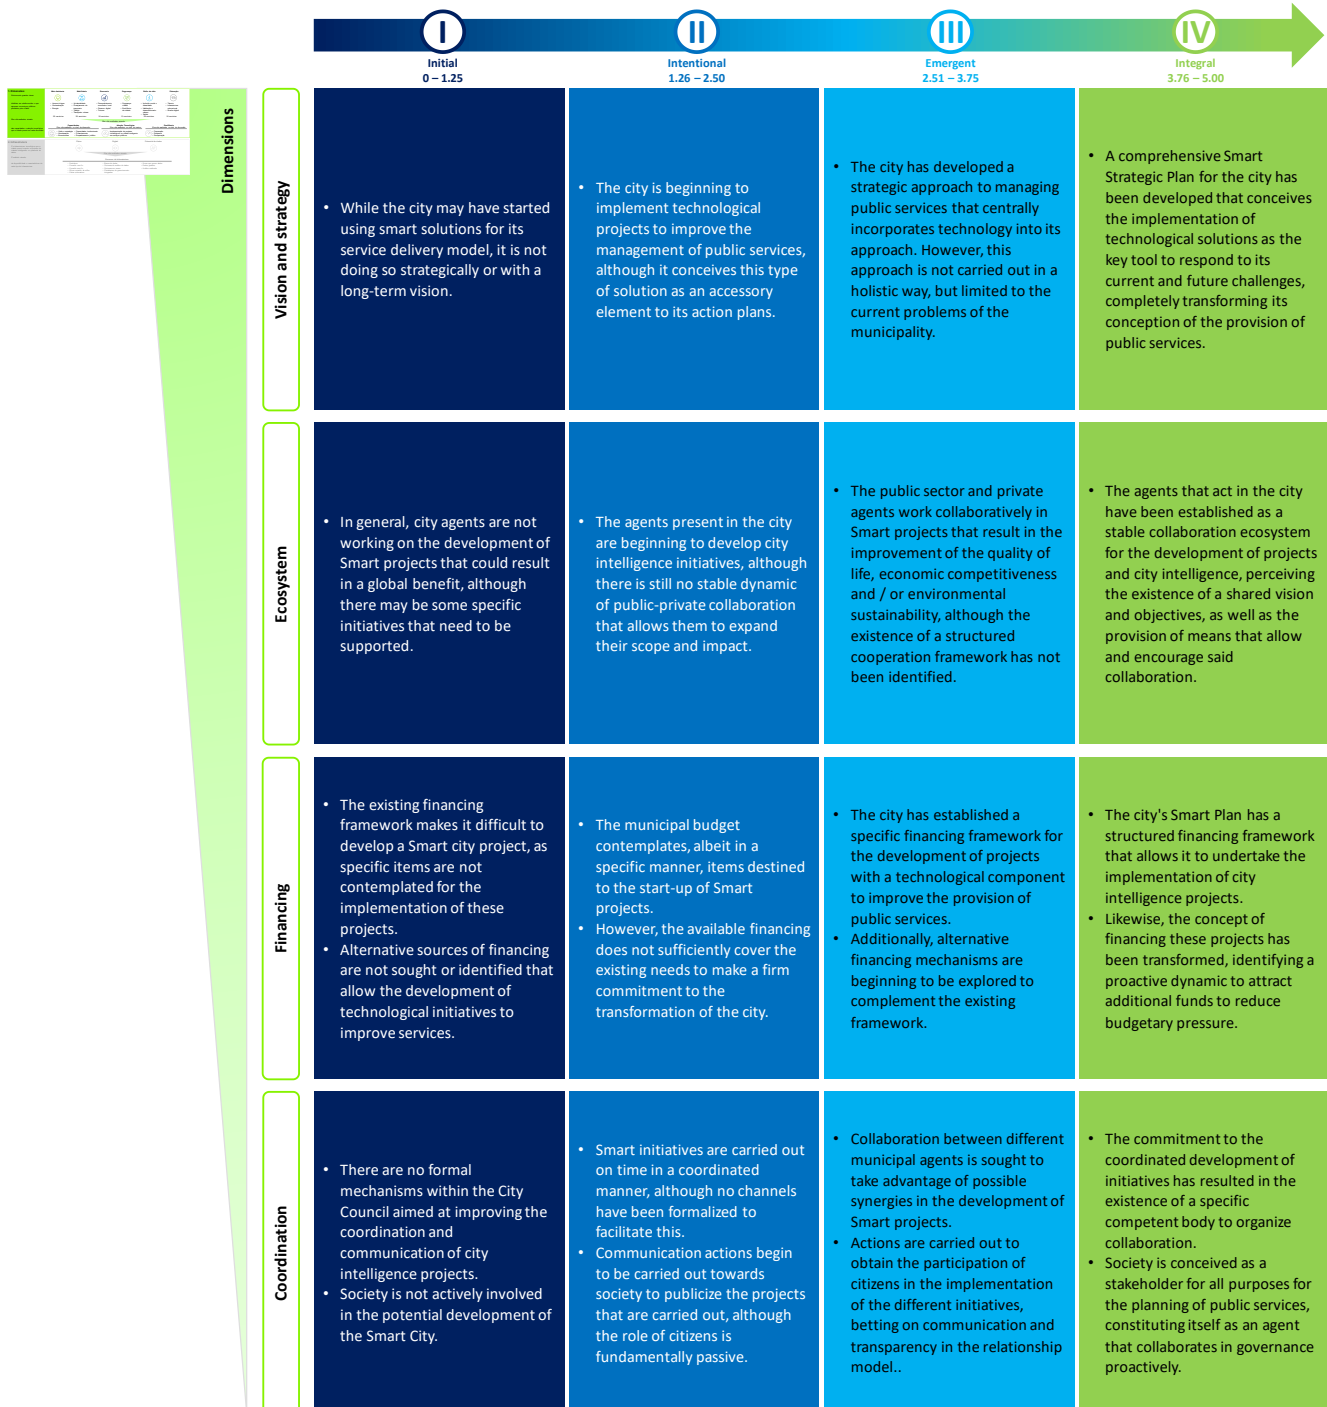 I
II
III
IV
Initial
0 – 1.25
Intentional
1.26 – 2.50
Emergent
2.51 – 3.75
Integral
3.76 – 5.00
Dimensions
Vision and strategy
• While the city may have started
using smart solutions for its
service delivery model, it is not
doing so strategically or with a
long-term vision.
• The city is beginning to
implement technological
projects to improve the
management of public services,
although it conceives this type
of solution as an accessory
element to its action plans.
• The city has developed a
strategic approach to managing
public services that centrally
incorporates technology into its
approach. However, this
approach is not carried out in a
holistic way, but limited to the
current problems of the
municipality.
• A comprehensive Smart
Strategic Plan for the city has
been developed that conceives
the implementation of
technological solutions as the
key tool to respond to its
current and future challenges,
completely transforming its
conception of the provision of
public services.
Ecosystem
• In general, city agents are not
working on the development of
Smart projects that could result
in a global benefit, although
there may be some specific
initiatives that need to be
supported.
• The agents present in the city
are beginning to develop city
intelligence initiatives, although
there is still no stable dynamic
of public-private collaboration
that allows them to expand
their scope and impact.
• The public sector and private
agents work collaboratively in
Smart projects that result in the
improvement of the quality of
life, economic competitiveness
and / or environmental
sustainability, although the
existence of a structured
cooperation framework has not
been identified.
• The agents that act in the city
have been established as a
stable collaboration ecosystem
for the development of projects
and city intelligence, perceiving
the existence of a shared vision
and objectives, as well as the
provision of means that allow
and encourage said
collaboration.
Financing
• The existing financing
framework makes it difficult to
develop a Smart city project, as
specific items are not
contemplated for the
implementation of these
projects.
• Alternative sources of financing
are not sought or identified that
allow the development of
technological initiatives to
improve services.
• The municipal budget
contemplates, albeit in a
specific manner, items destined
to the start-up of Smart
projects.
• However, the available financing
does not sufficiently cover the
existing needs to make a firm
commitment to the
transformation of the city.
• The city has established a
specific financing framework for
the development of projects
with a technological component
to improve the provision of
public services.
• Additionally, alternative
financing mechanisms are
beginning to be explored to
complement the existing
framework.
• The city's Smart Plan has a
structured financing framework
that allows it to undertake the
implementation of city
intelligence projects.
• Likewise, the concept of
financing these projects has
been transformed, identifying a
proactive dynamic to attract
additional funds to reduce
budgetary pressure.
Coordination
• There are no formal
mechanisms within the City
Council aimed at improving the
coordination and
communication of city
intelligence projects.
• Society is not actively involved
in the potential development of
the Smart City.
• Smart initiatives are carried out
on time in a coordinated
manner, although no channels
have been formalized to
facilitate this.
• Communication actions begin
to be carried out towards
society to publicize the projects
that are carried out, although
the role of citizens is
fundamentally passive.
• Collaboration between different
municipal agents is sought to
take advantage of possible
synergies in the development of
Smart projects.
• Actions are carried out to
obtain the participation of
citizens in the implementation
of the different initiatives,
betting on communication and
transparency in the relationship
model..
• The commitment to the
coordinated development of
initiatives has resulted in the
existence of a specific
competent body to organize
collaboration.
• Society is conceived as a
stakeholder for all purposes for
the planning of public services,
constituting itself as an agent
that collaborates in governance
proactively.